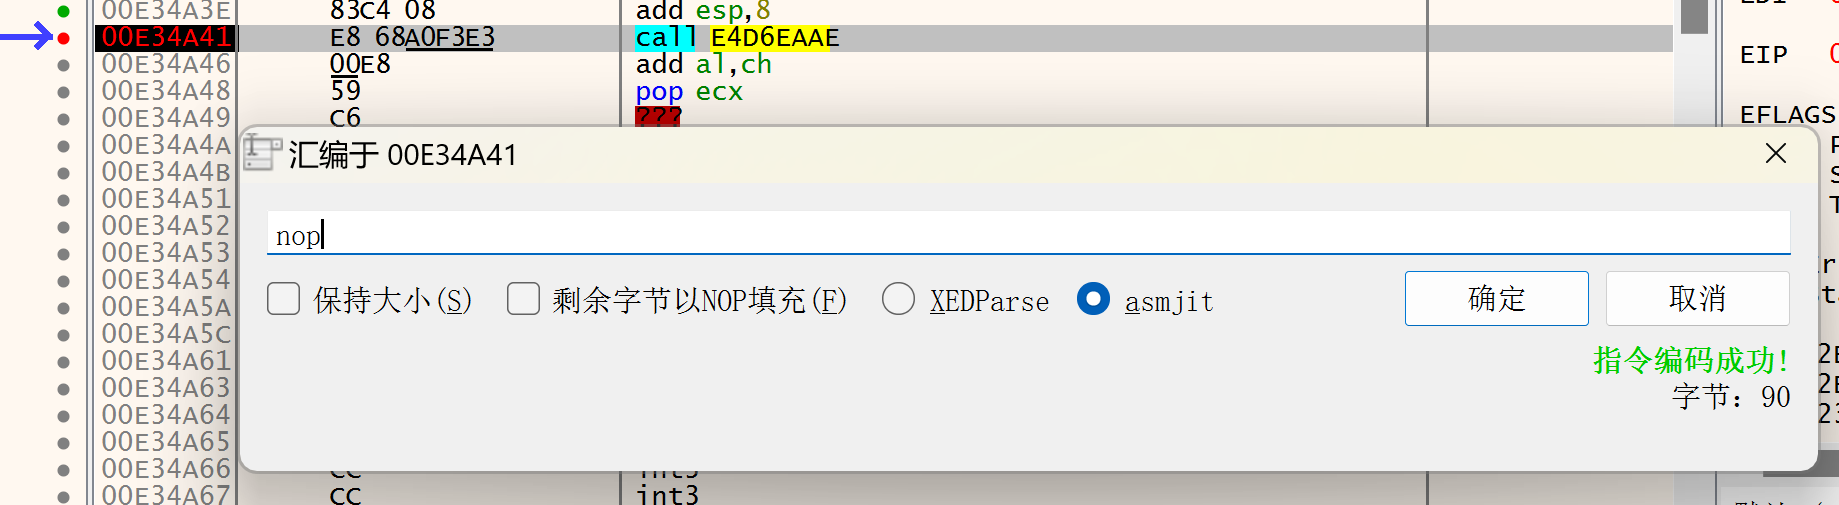 00E34A3E 83C4 08 add esp,8
00E34A41 E8 68A0F3E3 call E4D6EAAE
00E34A46 00E8 add al,ch
EIP
00E34A48 59 pop ecx
00E34A49 C6 ???
EFLAGS
00E34A4A
00E34A4B
00E34A51
00E34A52
00E34A53
00E34A54
00E34A5A
00E34A5C
00E34A61
00E34A63
00E34A64
00E34A65
00E34A66 CC int3
00E34A67 CC int3
汇编于 00E34A41
nop
保持大小(S) 剩余字节以NOP填充(F) XEDParse asmjit 确定 取消
指令编码成功!
字节：90